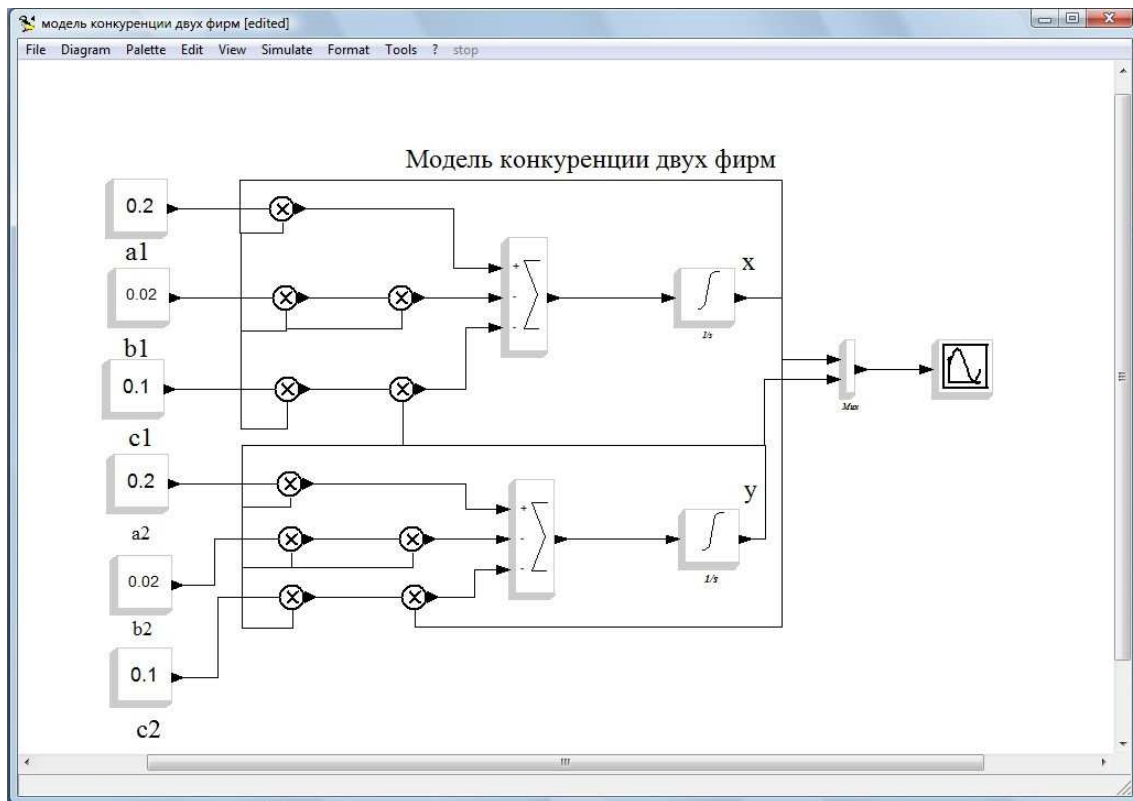 модель конкуренции двух фирм [edited]
File Diagram Palette Edit View Simulate Format Tools ? stop
Модель конкуренции двух фирм
0.2
a1
0.02
b1
0.1
c1
+
-
-
x
1/s
Mux
0.2
a2
0.02
b2
0.1
c2
+
-
-
y
1/s